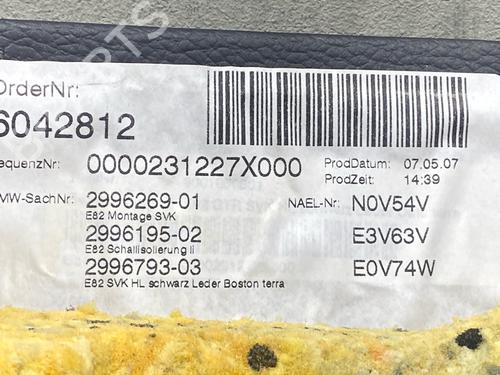 OrderNr:
6042812
equenzNr: 0000231227X000 ProdDatum: 07.05.07
ProdZeit: 14:39
MW-SachNr: 2996269-01 NAEL-Nr: N0V54V
E82 Montage SVK
2996195-02 E3V63V
E82 Schallisolierung li
2996793-03 E0V74W
E82 SVK HL schwarz Leder Boston terra